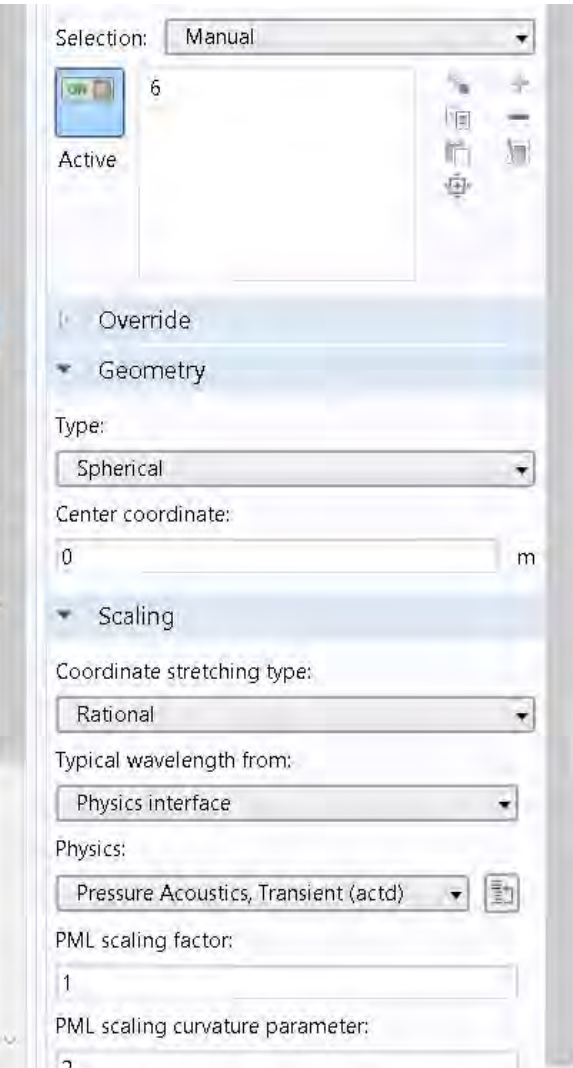 Selection: Manual
ON
6
Active
Override
Geometry
Type:
Spherical
Center coordinate:
0 m
Scaling
Coordinate stretching type:
Rational
Typical wavelength from:
Physics interface
Physics:
Pressure Acoustics, Transient (actd)
PML scaling factor:
1
PML scaling curvature parameter: